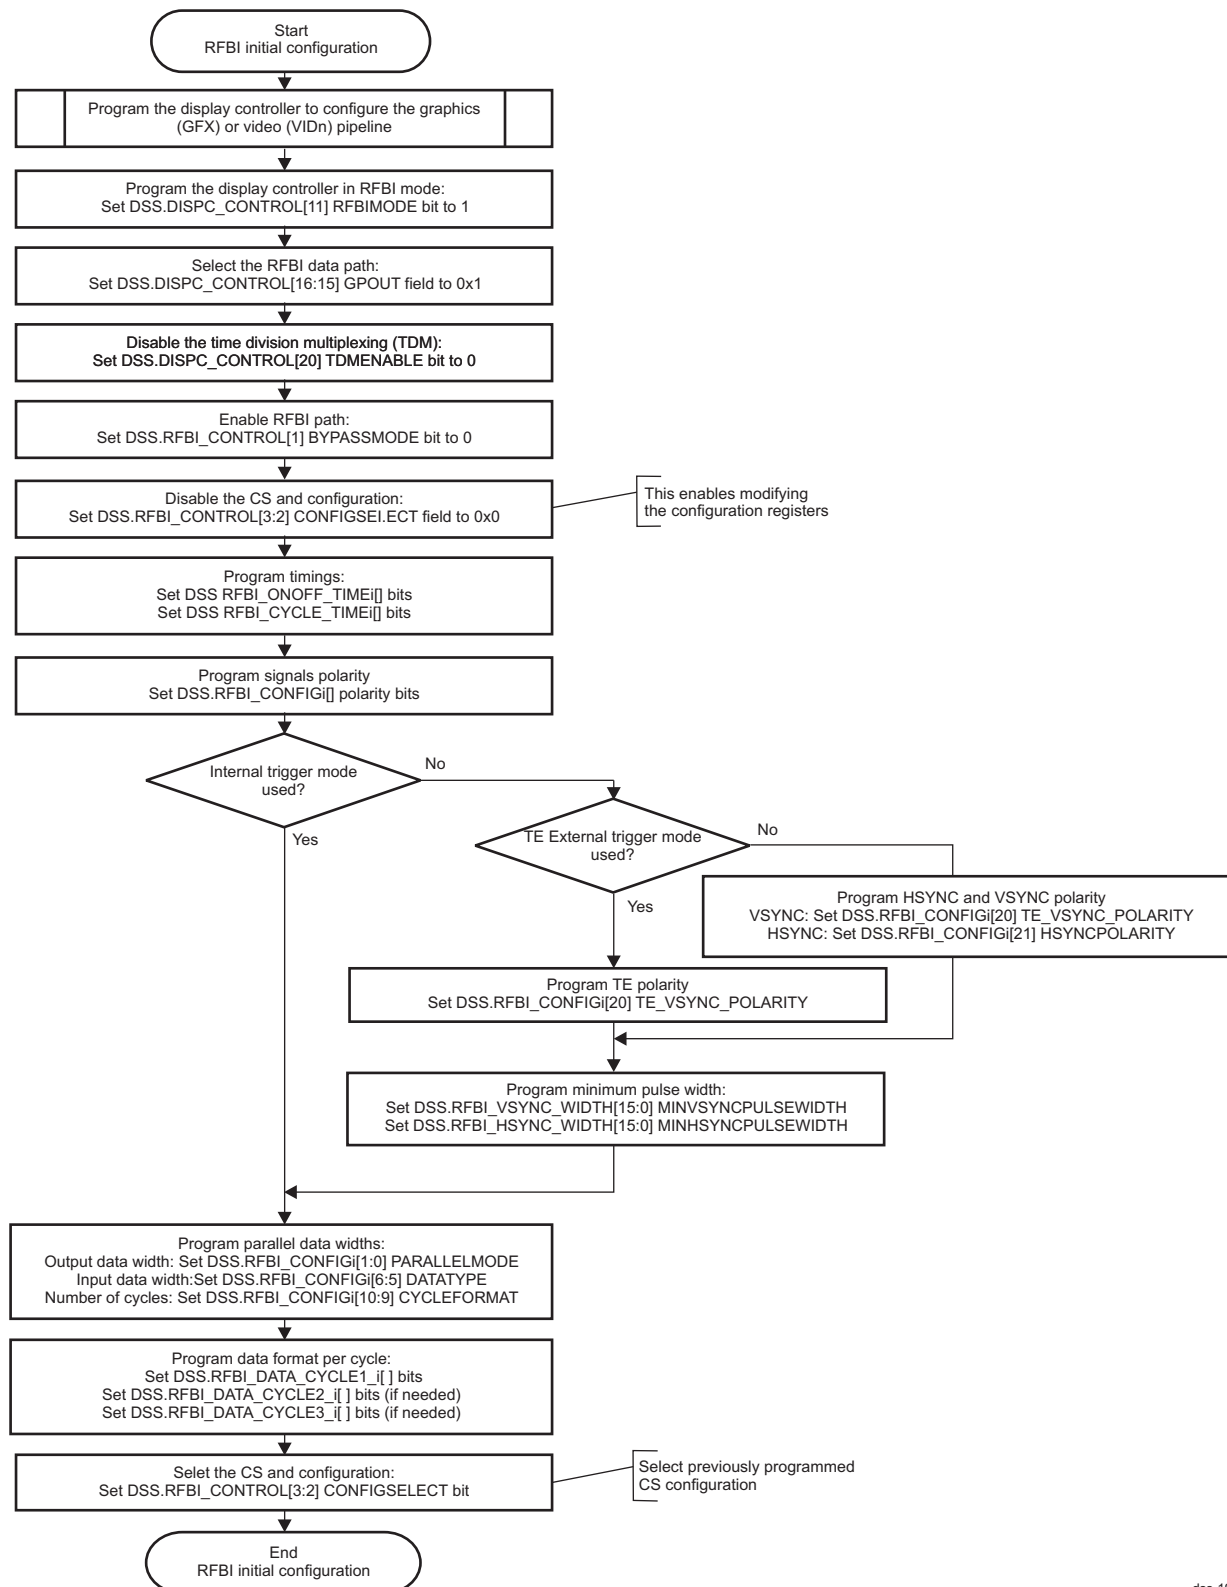 Start
RFBI initial configuration
Program the display controller to configure the graphics
(GFX) or video (VIDn) pipeline
Program the display controller in RFBI mode:
Set DSS.DISPC_CONTROL[11] RFBIMODE bit to 1
Select the RFBI data path:
Set DSS.DISPC_CONTROL[16:15] GPOUT field to 0x1
Disable the time division multiplexing (TDM):
Set DSS.DISPC_CONTROL[20] TDMENABLE bit to 0
Enable RFBI path:
Set DSS.RFBI_CONTROL[1] BYPASSMODE bit to 0
Disable the CS and configuration:
Set DSS.RFBI_CONTROL[3:2] CONFIGSEI.ECT field to 0x0
This enables modifying
the configuration registers
Program timings:
Set DSS RFBI_ONOFF_TIMEi[] bits
Set DSS RFBI_CYCLE_TIMEi[] bits
Program signals polarity
Set DSS.RFBI_CONFIGi[] polarity bits
Internal trigger mode
used?
No
Yes
TE External trigger mode
used?
No
Yes
Program HSYNC and VSYNC polarity
VSYNC: Set DSS.RFBI_CONFIGi[20] TE_VSYNC_POLARITY
HSYNC: Set DSS.RFBI_CONFIGi[21] HSYNCPOLARITY
Program TE polarity
Set DSS.RFBI_CONFIGi[20] TE_VSYNC_POLARITY
Program minimum pulse width:
Set DSS.RFBI_VSYNC_WIDTH[15:0] MINVSYNCPULSEWIDTH
Set DSS.RFBI_HSYNC_WIDTH[15:0] MINHSYNCPULSEWIDTH
Program parallel data widths:
Output data width: Set DSS.RFBI_CONFIGi[1:0] PARALLELMODE
Input data width:Set DSS.RFBI_CONFIGi[6:5] DATATYPE
Number of cycles: Set DSS.RFBI_CONFIGi[10:9] CYCLEFORMAT
Program data format per cycle:
Set DSS.RFBI_DATA_CYCLE1_i[ ] bits
Set DSS.RFBI_DATA_CYCLE2_i[ ] bits (if needed)
Set DSS.RFBI_DATA_CYCLE3_i[ ] bits (if needed)
Selet the CS and configuration:
Set DSS.RFBI_CONTROL[3:2] CONFIGSELECT bit
Select previously programmed
CS configuration
End
RFBI initial configuration